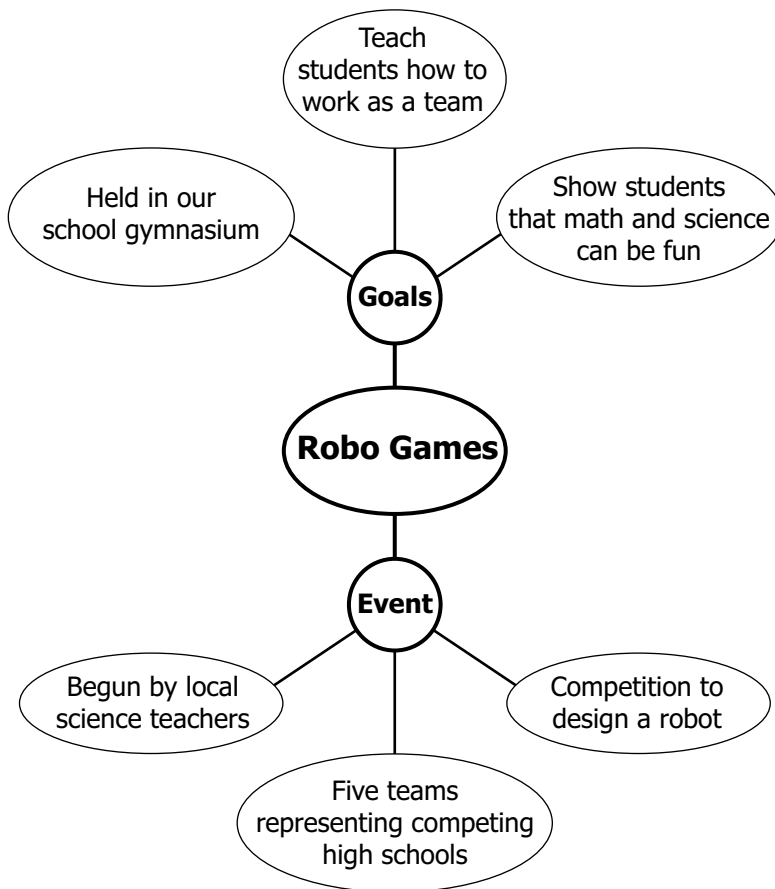 Teach
students how to
work as a team
Held in our
school gymnasium
Show students
that math and science
can be fun
Goals
Robo Games
Event
Begun by local
science teachers
Competition to
design a robot
Five teams
representing competing
high schools